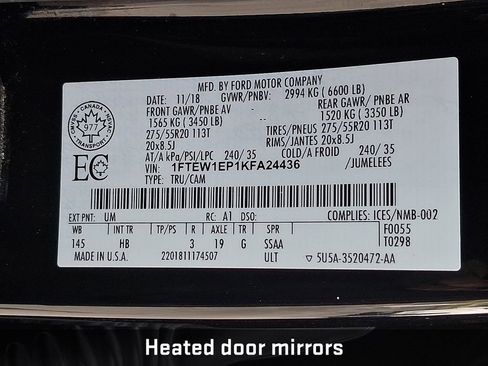 MFD. BY FORD MOTOR COMPANY
DATE: 11/18 GVWR/PNBV: 2994 KG ( 6600 LB)
FRONT GAWR/PNBE AV REAR GAWR/ PNBE AR
1565 KG ( 3450 LB) 1520 KG ( 3350 LB)
275/55R20 113T TIRES/PNEUS 275/55R20 113T
20x8.5J RIMS/JANTES 20x8.5J
AT/A kPa/PSI/LPC 240/ 35 COLD/A FROID 240/ 35
VIN: 1FTEW1EP1KFA24436 /JUMELEES
TYPE: TRU/CAM
CANADA
977
TRANSPORT
EC
EXT PNT: UM RC: A1 DSO: COMPLIES: ICES/NMB-002
WB INT TR TP/PS R AXLE TR SPR F0055
145 HB 3 19 G SSAA T0298
MADE IN U.S.A. 2201811174507 ULT 5U5A-3520472-AA
Heated door mirrors